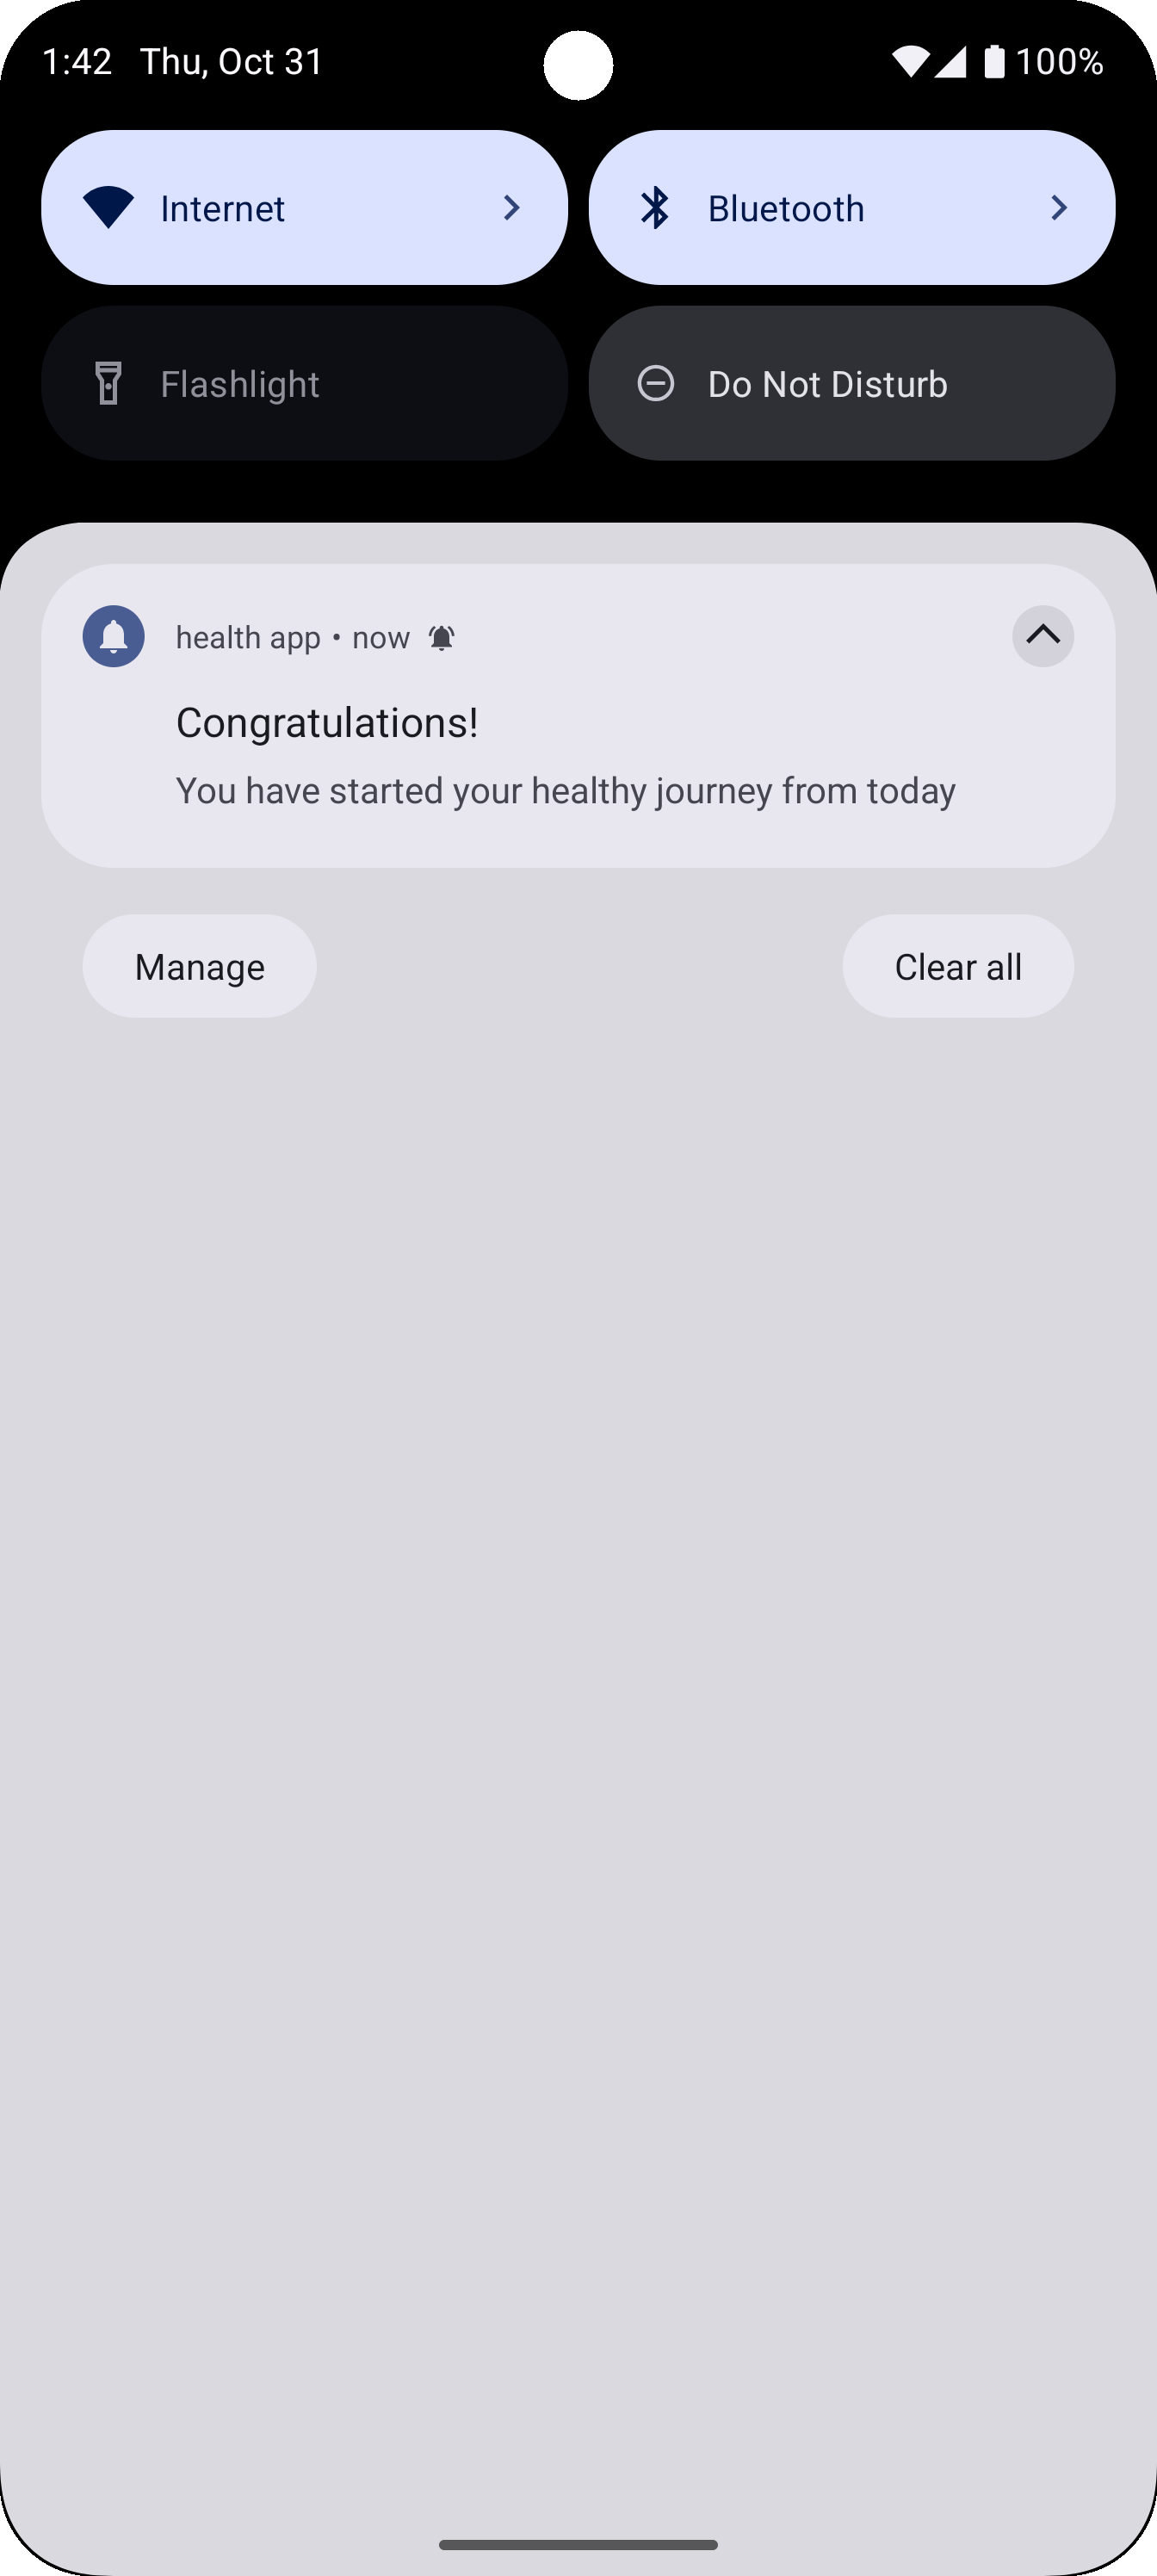 1:42 Thu, Oct 31 100%
Internet Bluetooth
Flashlight Do Not Disturb
health app • now
Congratulations!
You have started your healthy journey from today
Manage Clear all